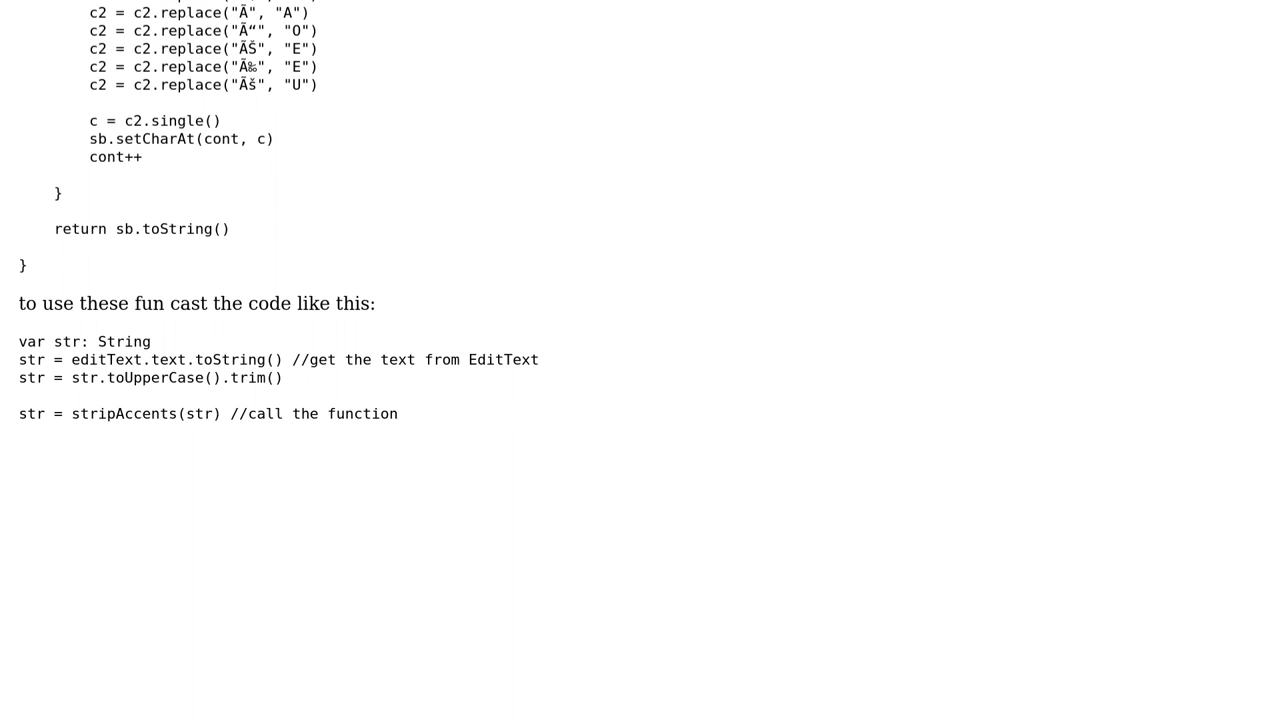 c2 = c2.replace("Ã", "A")
c2 = c2.replace("Ã“", "O")
c2 = c2.replace("ÃŠ", "E")
c2 = c2.replace("Ã‰", "E")
c2 = c2.replace("Ãš", "U")
c = c2.single()
sb.setCharAt(cont, c)
cont++
}
return sb.toString()
}
to use these fun cast the code like this:
var str: String
str = editText.text.toString() //get the text from EditText
str = str.toUpperCase().trim()
str = stripAccents(str) //call the function